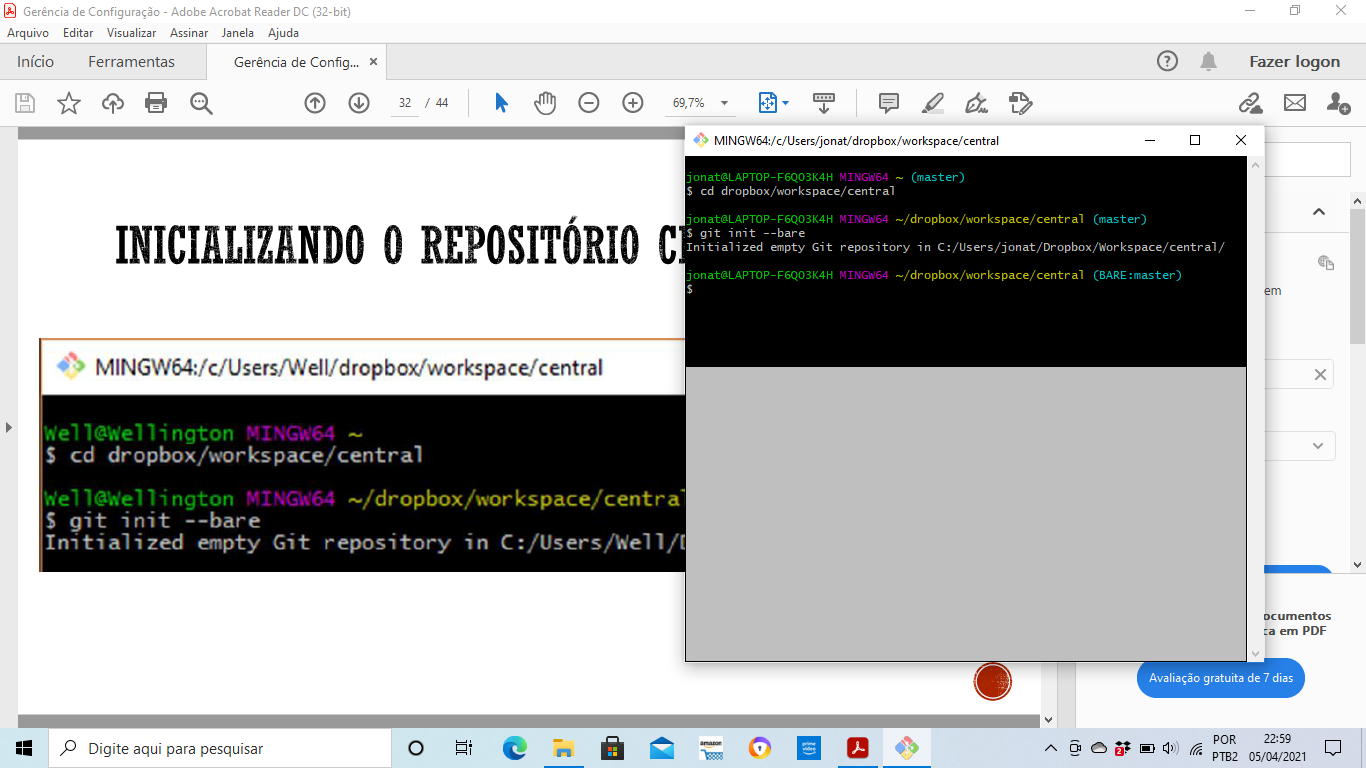 Gerência de Configuração - Adobe Acrobat Reader DC (32-bit)
Arquivo Editar Visualizar Assinar Janela Ajuda
Início Ferramentas Gerência de Config... × Fazer logon
32 / 44 69,7%
INICIALIZANDO O REPOSITÓRIO
MINGW64:/c/Users/Well/dropbox/workspace/central
Well@Wellington MINGW64 ~
$ cd dropbox/workspace/central
Well@Wellington MINGW64 ~/dropbox/workspace/central
$ git init --bare
Initialized empty Git repository in C:/Users/Well/
MINGW64:/c/Users/jonat/dropbox/workspace/central
jonat@LAPTOP-F6QO3K4H MINGW64 ~ (master)
$ cd dropbox/workspace/central
jonat@LAPTOP-F6QO3K4H MINGW64 ~/dropbox/workspace/central (master)
$ git init --bare
Initialized empty Git repository in C:/Users/jonat/Dropbox/Workspace/central/
jonat@LAPTOP-F6QO3K4H MINGW64 ~/dropbox/workspace/central (BARE:master)
$
em
ocumentos
ca em PDF
Avaliação gratuita de 7 dias
Digite aqui para pesquisar
amazon
prime video
2
POR
PTB2
22:59
05/04/2021